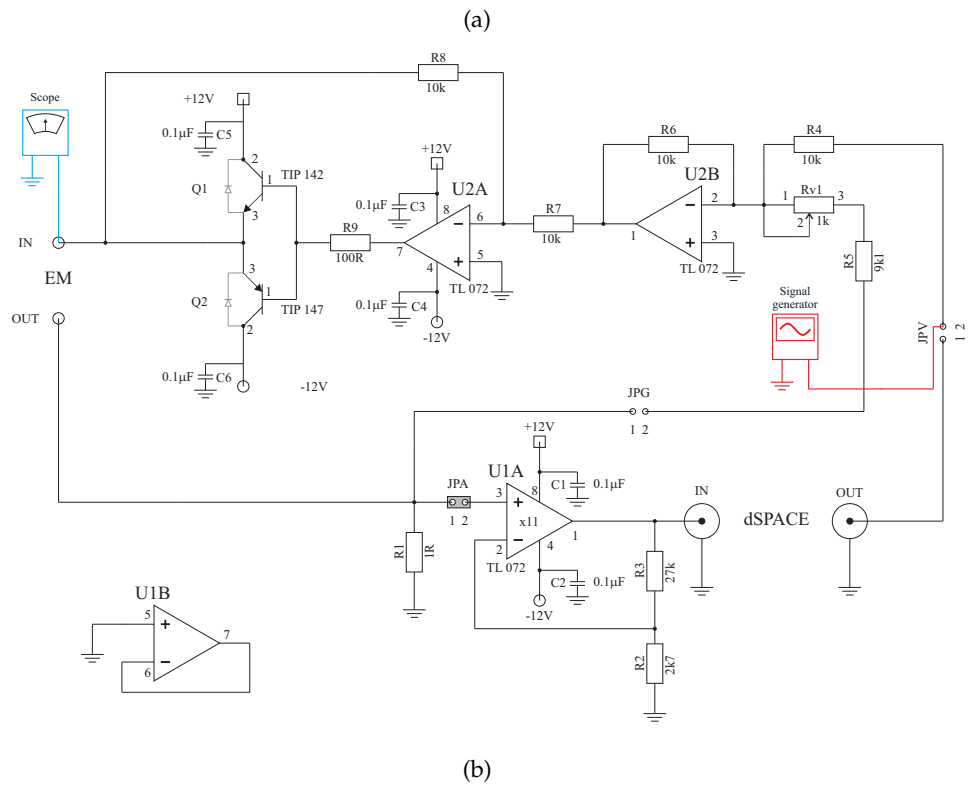 (a)
R8
10k
Scope
+12V
0.1µF
C5
2
1
TIP 142
Q1
3
IN
EM
OUT
3
1
Q2
TIP 147
2
0.1µF
C6
-12V
R9
100R
+12V
0.1µF
C3
8
U2A
6
7
5
4
TL 072
0.1µF
C4
-12V
R7
10k
R6
10k
U2B
2
1
3
TL 072
R4
10k
Rv1
1
3
2
1k
R5
9k1
Signal
generator
JPV
1 2
JPG
1 2
+12V
U1A
C1
0.1µF
JPA
1 2
3
8
x11
1
2
4
TL 072
C2
0.1µF
-12V
R1
1R
R3
27k
R2
2k7
IN
dSPACE
OUT
U1B
5
7
6
(b)